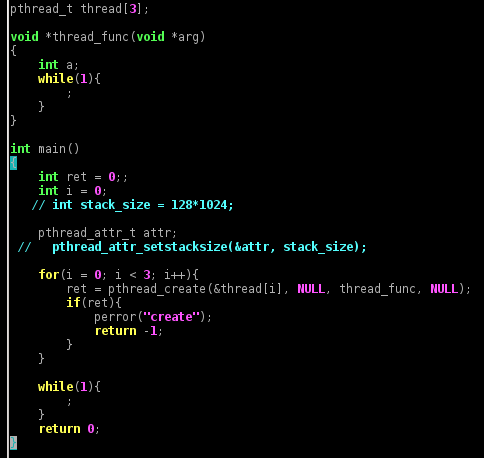 pthread_t thread[3];
void *thread_func(void *arg)
{
int a;
while(1){
;
}
}
int main()
{
int ret = 0;;
int i = 0;
// int stack_size = 128*1024;
pthread_attr_t attr;
// pthread_attr_setstacksize(&attr, stack_size);
for(i = 0; i < 3; i++){
ret = pthread_create(&thread[i], NULL, thread_func, NULL);
if(ret){
perror("create");
return -1;
}
}
while(1){
;
}
return 0;
}